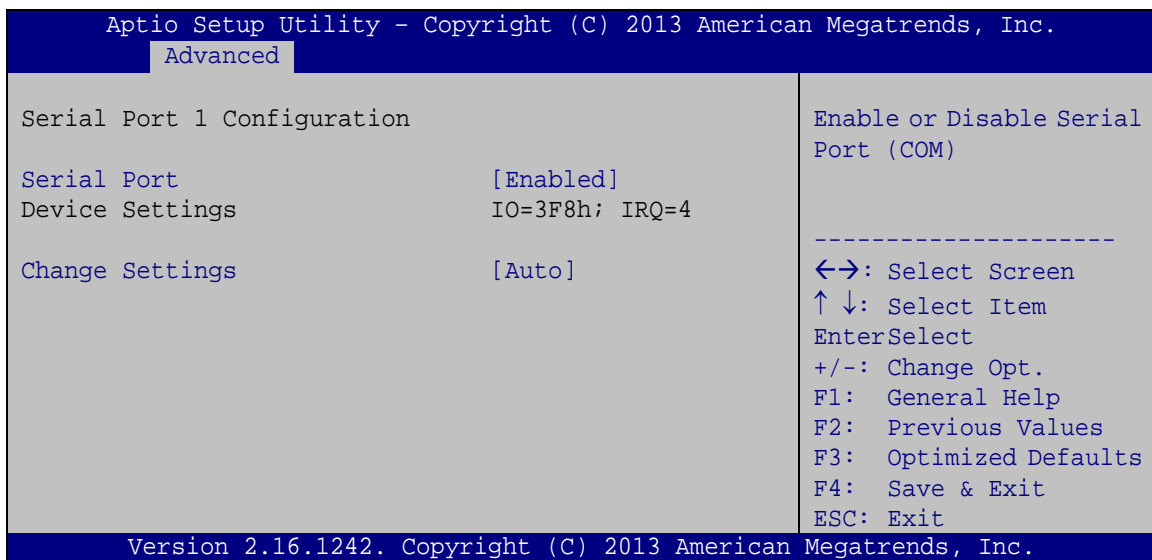 Aptio Setup Utility – Copyright (C) 2013 American Megatrends, Inc.
Advanced
Serial Port 1 Configuration
Serial Port [Enabled]
Device Settings IO=3F8h; IRQ=4
Change Settings [Auto]
Enable or Disable Serial
Port (COM)
---------------------
←→: Select Screen
↑ ↓: Select Item
EnterSelect
+/-: Change Opt.
F1: General Help
F2: Previous Values
F3: Optimized Defaults
F4: Save & Exit
ESC: Exit
Version 2.16.1242. Copyright (C) 2013 American Megatrends, Inc.